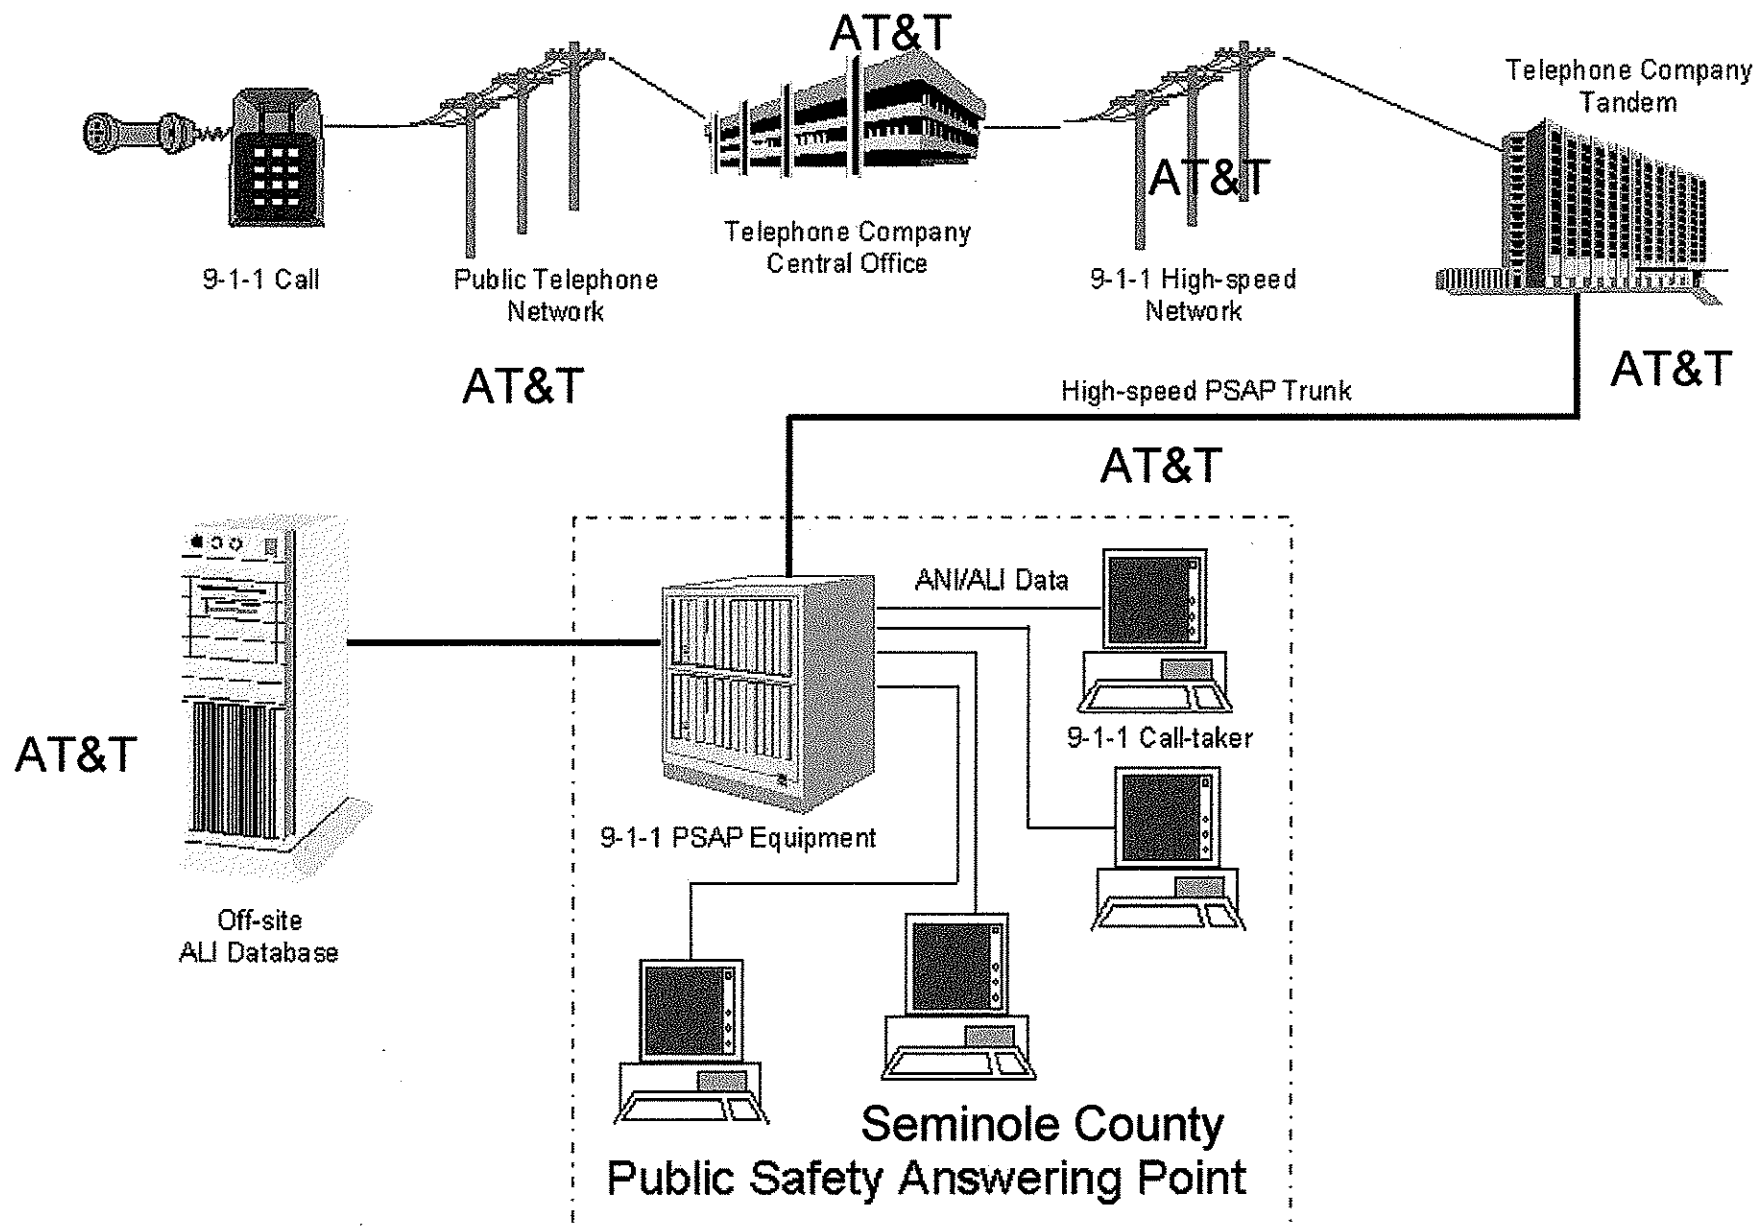 AT&T
Telephone Company
Tandem
AT&T
Telephone Company
Central Office
9-1-1 Call
Public Telephone
Network
9-1-1 High-speed
Network
AT&T
AT&T
High-speed PSAP Trunk
AT&T
ANI/ALI Data
9-1-1 Call-taker
AT&T
9-1-1 PSAP Equipment
Off-site
ALI Database
Seminole County
Public Safety Answering Point